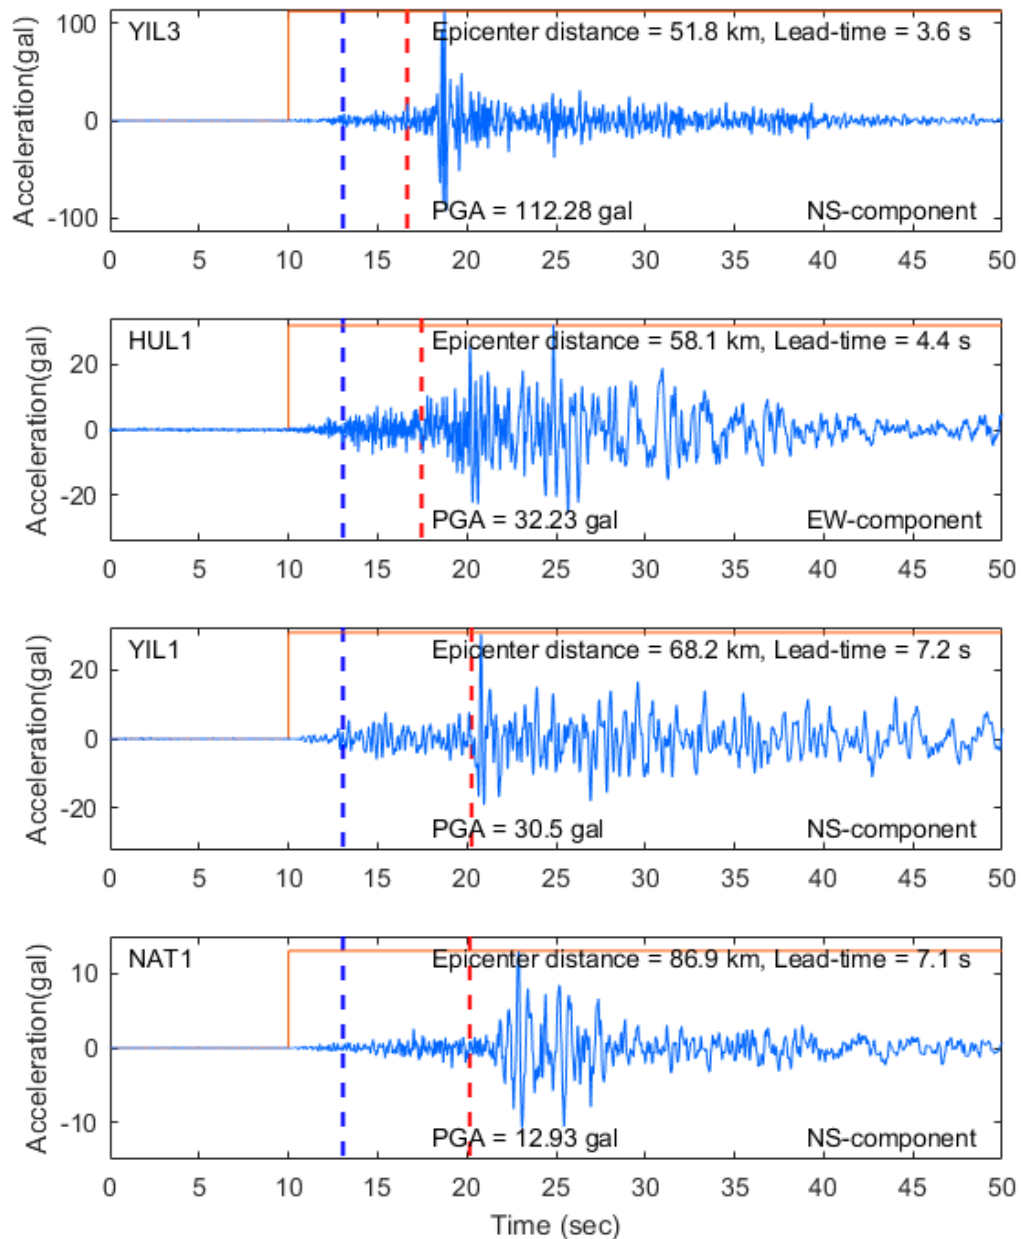 YIL3
Epicenter distance = 51.8 km, Lead-time = 3.6 s
Acceleration(gal)
100
0
-100
PGA = 112.28 gal
NS-component
0 5 10 15 20 25 30 35 40 45 50
HUL1
Epicenter distance = 58.1 km, Lead-time = 4.4 s
Acceleration(gal)
20
0
-20
PGA = 32.23 gal
EW-component
0 5 10 15 20 25 30 35 40 45 50
YIL1
Epicenter distance = 68.2 km, Lead-time = 7.2 s
Acceleration(gal)
20
0
-20
PGA = 30.5 gal
NS-component
0 5 10 15 20 25 30 35 40 45 50
NAT1
Epicenter distance = 86.9 km, Lead-time = 7.1 s
Acceleration(gal)
10
0
-10
PGA = 12.93 gal
NS-component
0 5 10 15 20 25 30 35 40 45 50
Time (sec)